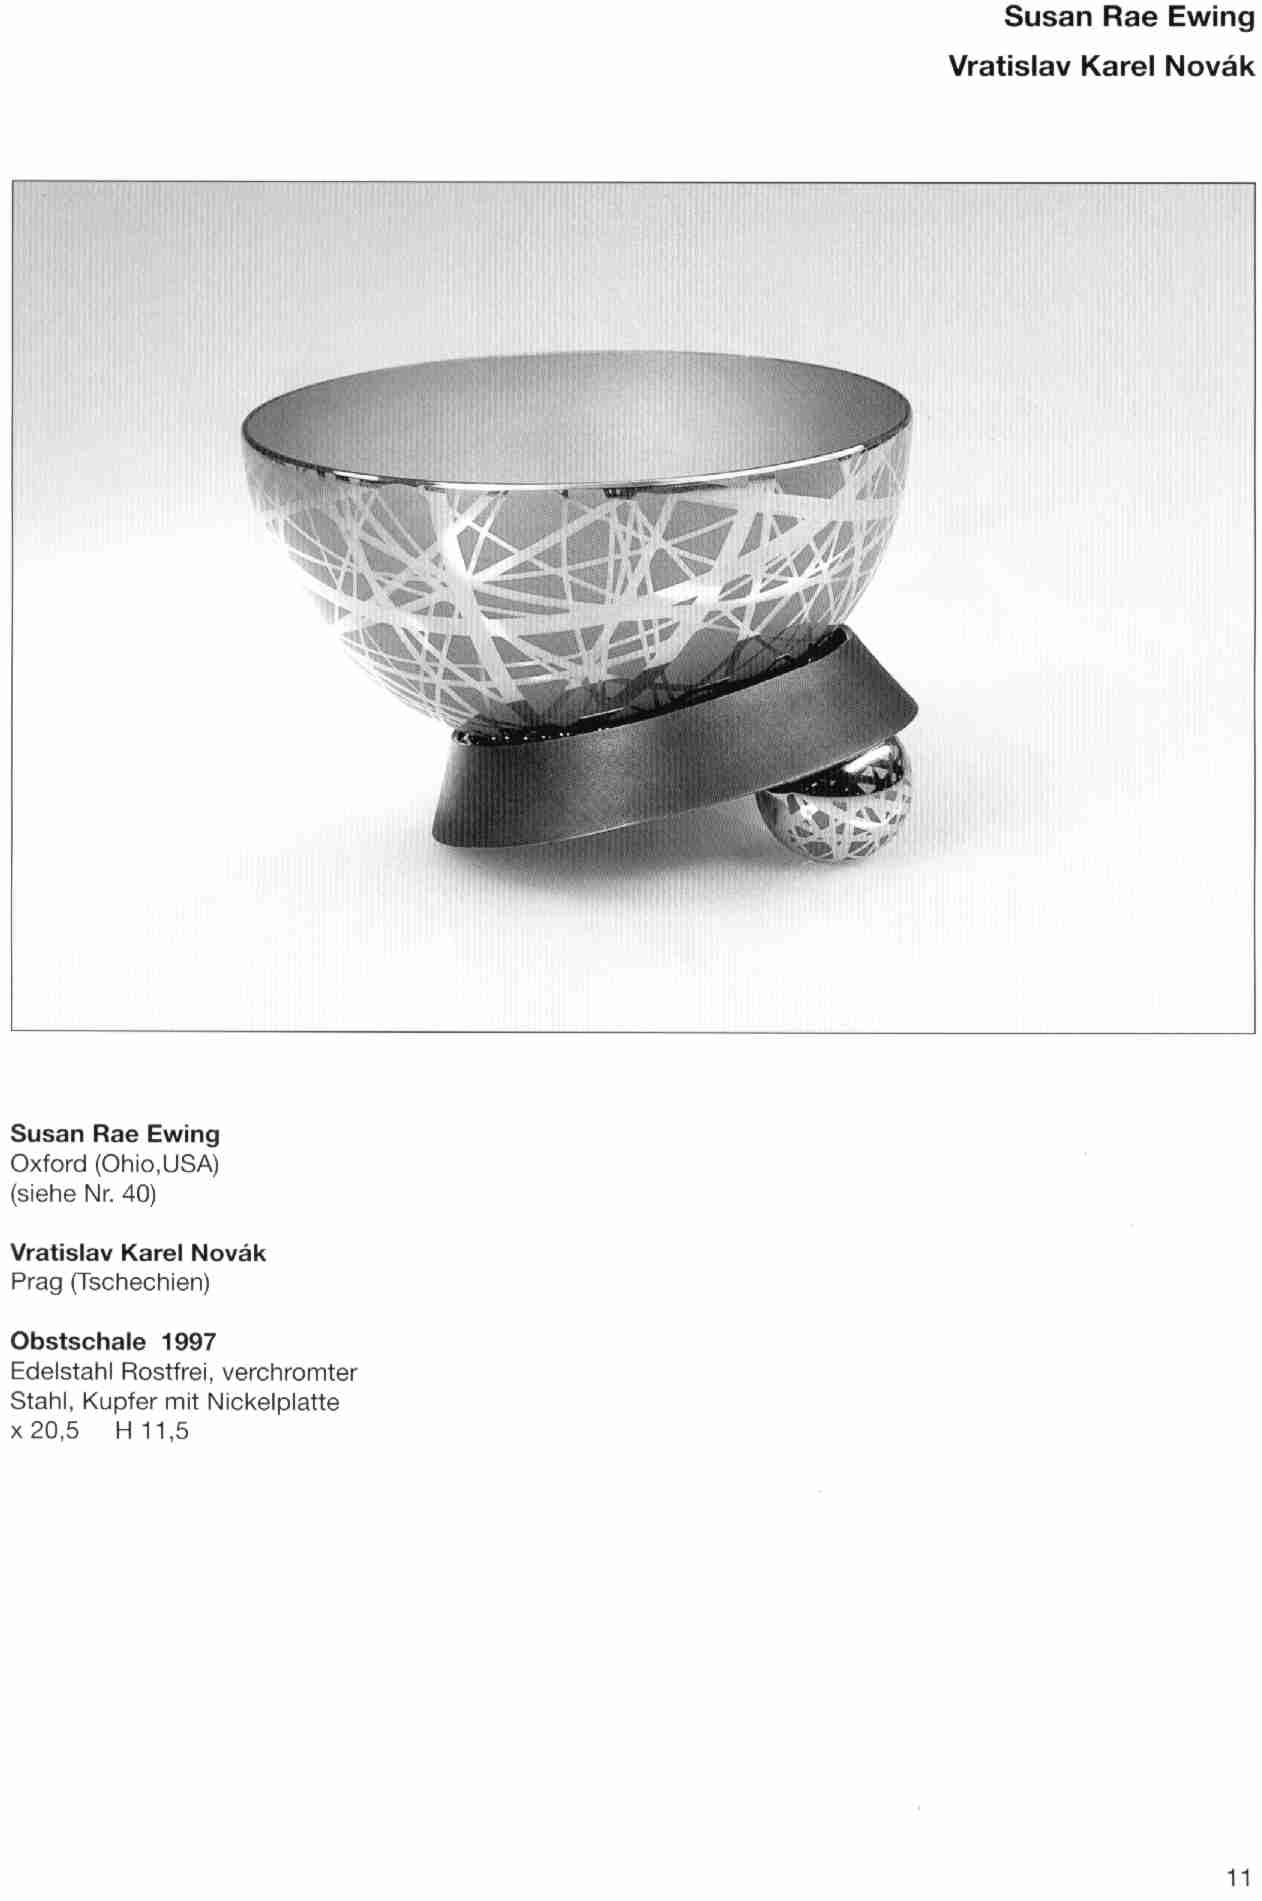 Susan Rae Ewing
Vratislav Karel Novák
Susan Rae Ewing
Oxford (Ohio,USA)
(siehe Nr. 40)
Vratislav Karel Novák
Prag (Tschechien)
Obstschale 1997
Edelstahl Rostfrei, verchromter
Stahl, Kupfer mit Nickelplatte
x 20,5 H 11,5
11